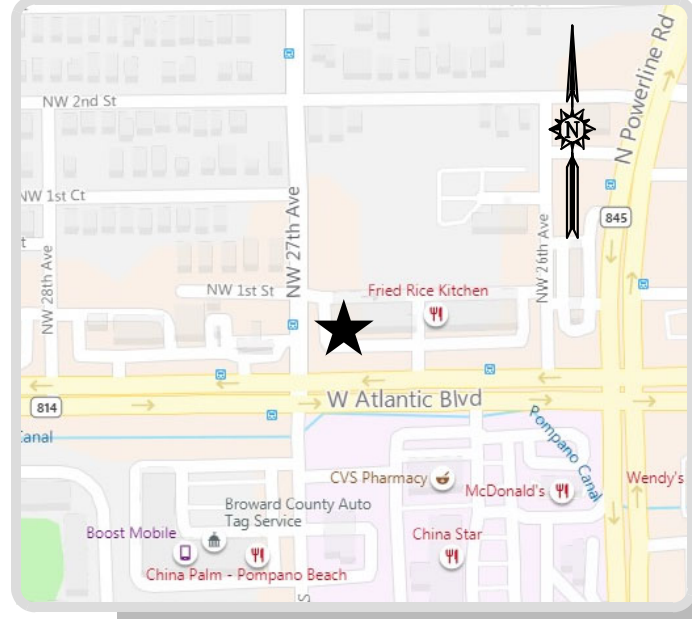 NW 2nd St
N Powerline Rd
N
NW 1st Ct
845
NW 27th Ave
NW 26th Ave
NW 28th Ave
t
NW 1st St
Fried Rice Kitchen
W Atlantic Blvd
814
Canal
Pompano Canal
CVS Pharmacy
McDonald's
Wendy's
Broward County Auto
Tag Service
Boost Mobile
China Star
China Palm - Pompano Beach
S